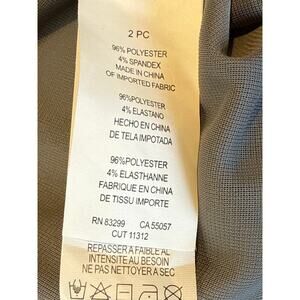 2 PC
96% POLYESTER
4% SPANDEX
MADE IN CHINA
OF IMPORTED FABRIC
96%POLYESTER
4% ELASTANO
HECHO EN CHINA
DE TELA IMPOTADA
96%POLYESTER
4% ELASTHANNE
FABRIQUE EN CHINA
DE TISSU IMPORTE
RN 83299 CA 55057
CUT 11312
REPASSER A FAIBLE AL
INTENSITE AU BESOIN
NE PAS NETTOYER A SEC